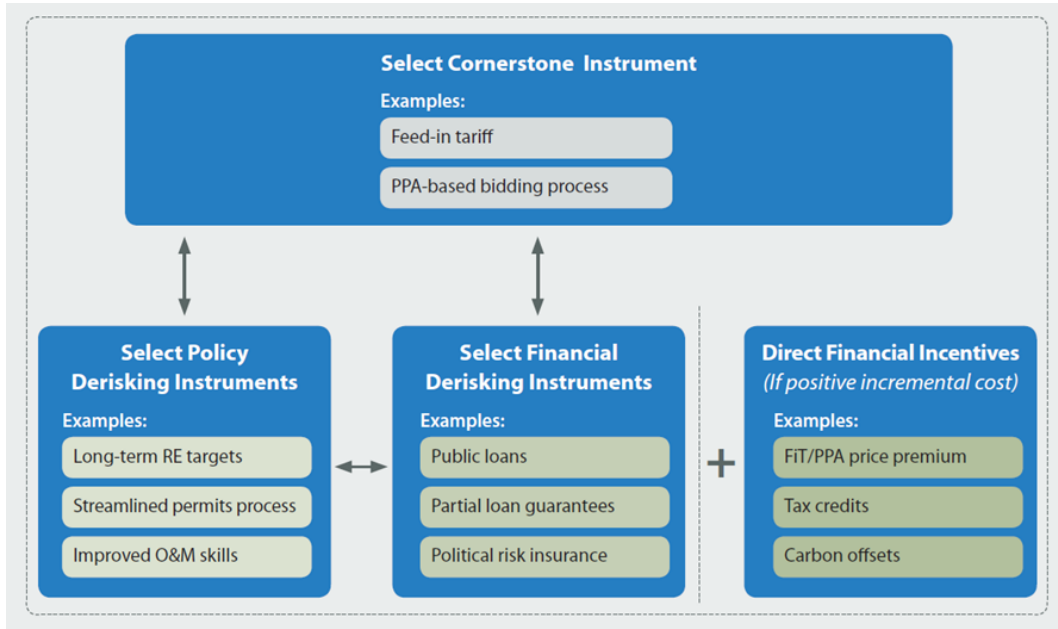 Select Cornerstone Instrument
Examples:
Feed-in tariff
PPA-based bidding process
Select Policy
Derisking Instruments
Examples:
Long-term RE targets
Streamlined permits process
Improved O&M skills
Select Financial
Derisking Instruments
Examples:
Public loans
Partial loan guarantees
Political risk insurance
+
Direct Financial Incentives
(If positive incremental cost)
Examples:
FiT/PPA price premium
Tax credits
Carbon offsets